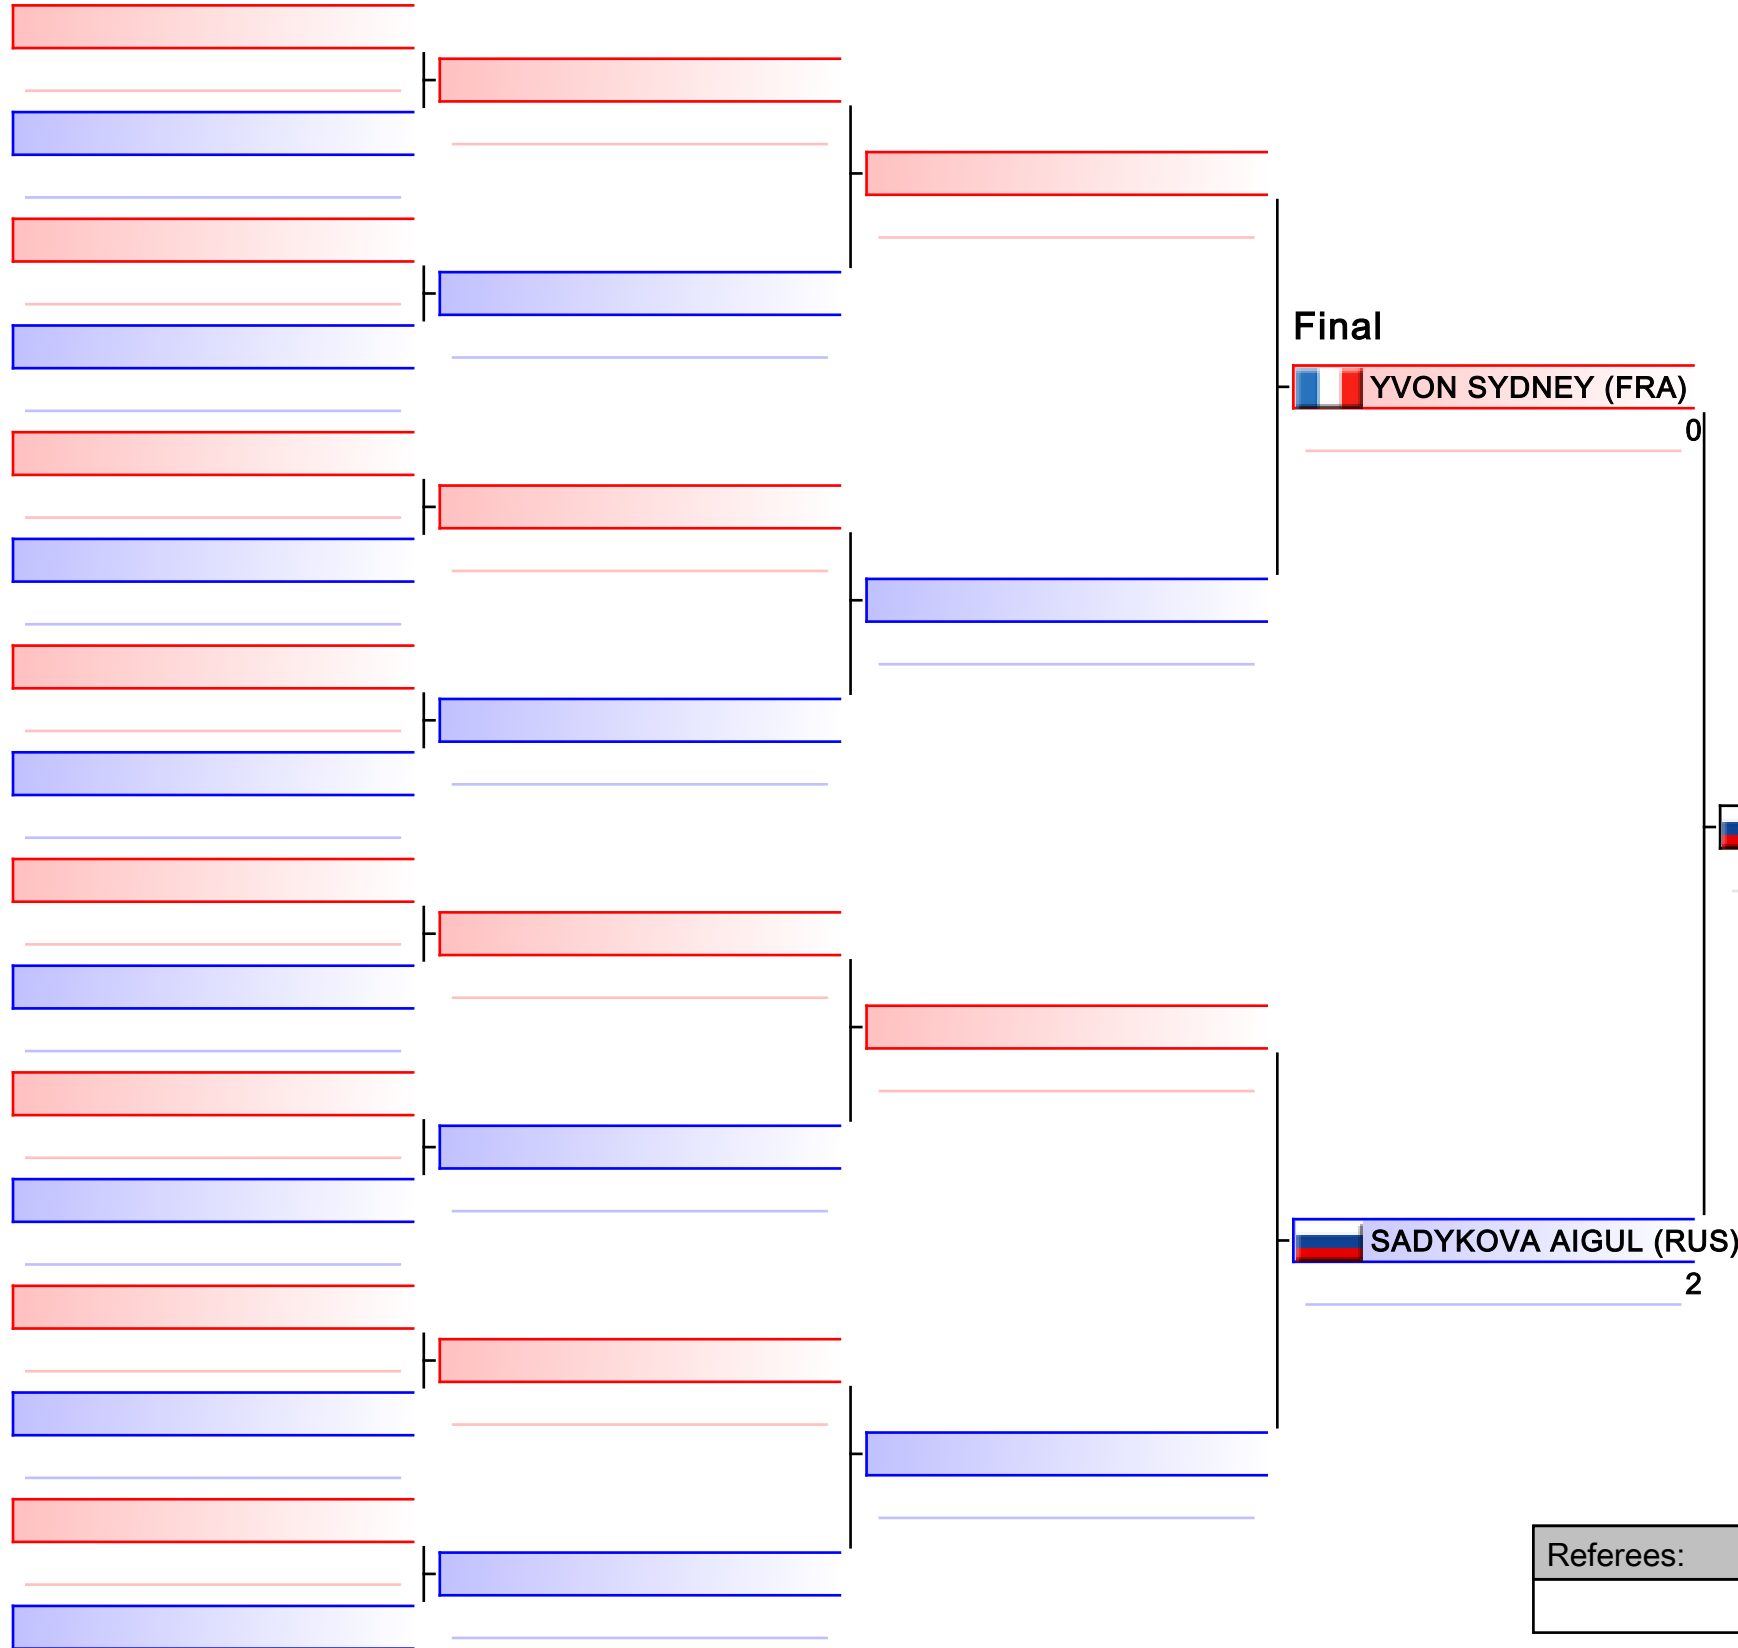 Final
YVON SYDNEY (FRA)
0
SADYKOVA AIGUL (RUS)
2
Referees: